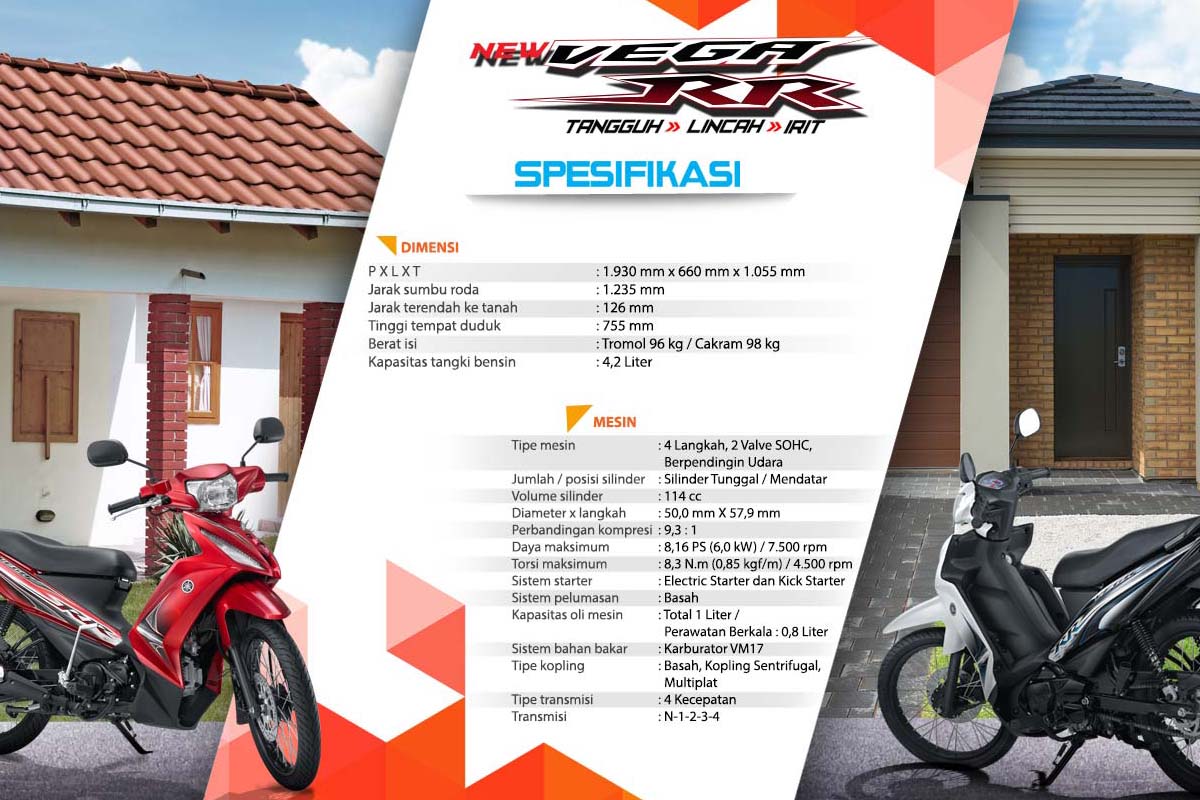 NEW VEGA
RR
TANGGUH » LINCAH » IRIT
SPESIFIKASI
DIMENSI
P X L X T : 1.930 mm x 660 mm x 1.055 mm
Jarak sumbu roda : 1.235 mm
Jarak terendah ke tanah : 126 mm
Tinggi tempat duduk : 755 mm
Berat isi : Tromol 96 kg / Cakram 98 kg
Kapasitas tangki bensin : 4,2 Liter
MESIN
Tipe mesin : 4 Langkah, 2 Valve SOHC,
Berpendingin Udara
Jumlah / posisi silinder : Silinder Tunggal / Mendatar
Volume silinder : 114 cc
Diameter x langkah : 50,0 mm X 57,9 mm
Perbandingan kompresi : 9,3 : 1
Daya maksimum : 8,16 PS (6,0 kW) / 7.500 rpm
Torsi maksimum : 8,3 N.m (0,85 kgf/m) / 4.500 rpm
Sistem starter : Electric Starter dan Kick Starter
Sistem pelumasan : Basah
Kapasitas oli mesin : Total 1 Liter /
Perawatan Berkala : 0,8 Liter
Sistem bahan bakar : Karburator VM17
Tipe kopling : Basah, Kopling Sentrifugal,
Multiplat
Tipe transmisi : 4 Kecepatan
Transmisi : N-1-2-3-4
RR